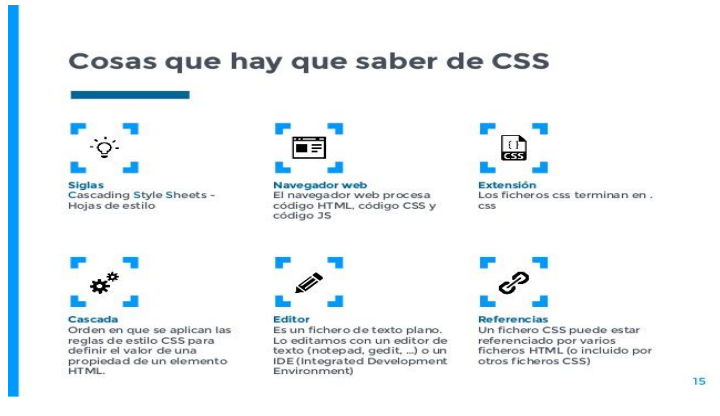 Cosas que hay que saber de CSS
{ }
CSS
Siglas
Cascading Style Sheets -
Hojas de estilo
Navegador web
El navegador web procesa
código HTML, código CSS y
código JS
Extensión
Los ficheros css terminan en .
css
Cascada
Orden en que se aplican las
reglas de estilo CSS para
definir el valor de una
propiedad de un elemento
HTML.
Editor
Es un fichero de texto plano.
Lo editamos con un editor de
texto (notepad, gedit, ...) o un
IDE (Integrated Development
Environment)
Referencias
Un fichero CSS puede estar
referenciado por varios
ficheros HTML (o incluido por
otros ficheros CSS)
15